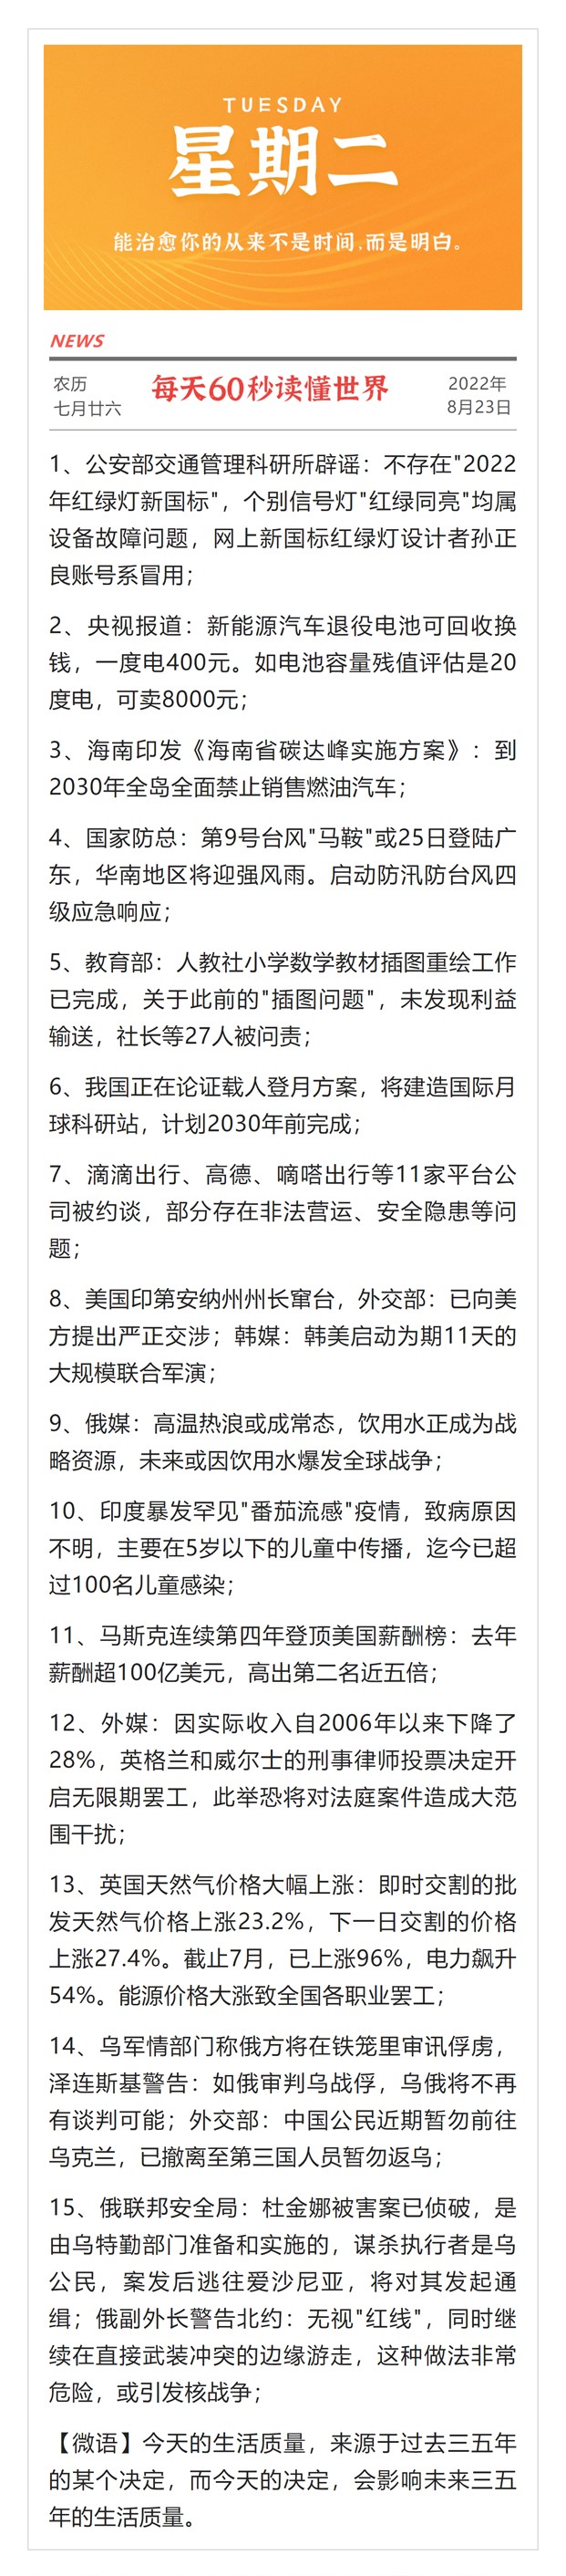 TUESDAY
星期二
能治愈你的从来不是时间,而是明白。
NEWS
农历
七月廿六
每天60秒读懂世界
2022年
8月23日
1、公安部交通管理科研所辟谣：不存在"2022
年红绿灯新国标"，个别信号灯"红绿同亮"均属
设备故障问题，网上新国标红绿灯设计者孙正
良账号系冒用；
2、央视报道：新能源汽车退役电池可回收换
钱，一度电400元。如电池容量残值评估是20
度电，可卖8000元；
3、海南印发《海南省碳达峰实施方案》：到
2030年全岛全面禁止销售燃油汽车；
4、国家防总：第9号台风"马鞍"或25日登陆广
东，华南地区将迎强风雨。启动防汛防台风四
级应急响应；
5、教育部：人教社小学数学教材插图重绘工作
已完成，关于此前的"插图问题"，未发现利益
输送，社长等27人被问责；
6、我国正在论证载人登月方案，将建造国际月
球科研站，计划2030年前完成；
7、滴滴出行、高德、嘀嗒出行等11家平台公
司被约谈，部分存在非法营运、安全隐患等问
题；
8、美国印第安纳州州长窜台，外交部：已向美
方提出严正交涉；韩媒：韩美启动为期11天的
大规模联合军演；
9、俄媒：高温热浪或成常态，饮用水正成为战
略资源，未来或因饮用水爆发全球战争；
10、印度暴发罕见"番茄流感"疫情，致病原因
不明，主要在5岁以下的儿童中传播，迄今已超
过100名儿童感染；
11、马斯克连续第四年登顶美国薪酬榜：去年
薪酬超100亿美元，高出第二名近五倍；
12、外媒：因实际收入自2006年以来下降了
28%，英格兰和威尔士的刑事律师投票决定开
启无限期罢工，此举恐将对法庭案件造成大范
围干扰；
13、英国天然气价格大幅上涨：即时交割的批
发天然气价格上涨23.2%，下一日交割的价格
上涨27.4%。截止7月，已上涨96%，电力飙升
54%。能源价格大涨致全国各职业罢工；
14、乌军情部门称俄方将在铁笼里审讯俘虏，
泽连斯基警告：如俄审判乌战俘，乌俄将不再
有谈判可能；外交部：中国公民近期暂勿前往
乌克兰，已撤离至第三国人员暂勿返乌；
15、俄联邦安全局：杜金娜被害案已侦破，是
由乌特勤部门准备和实施的，谋杀执行者是乌
公民，案发后逃往爱沙尼亚，将对其发起通
缉；俄副外长警告北约：无视"红线"，同时继
续在直接武装冲突的边缘游走，这种做法非常
危险，或引发核战争；
【微语】今天的生活质量，来源于过去三五年
的某个决定，而今天的决定，会影响未来三五
年的生活质量。